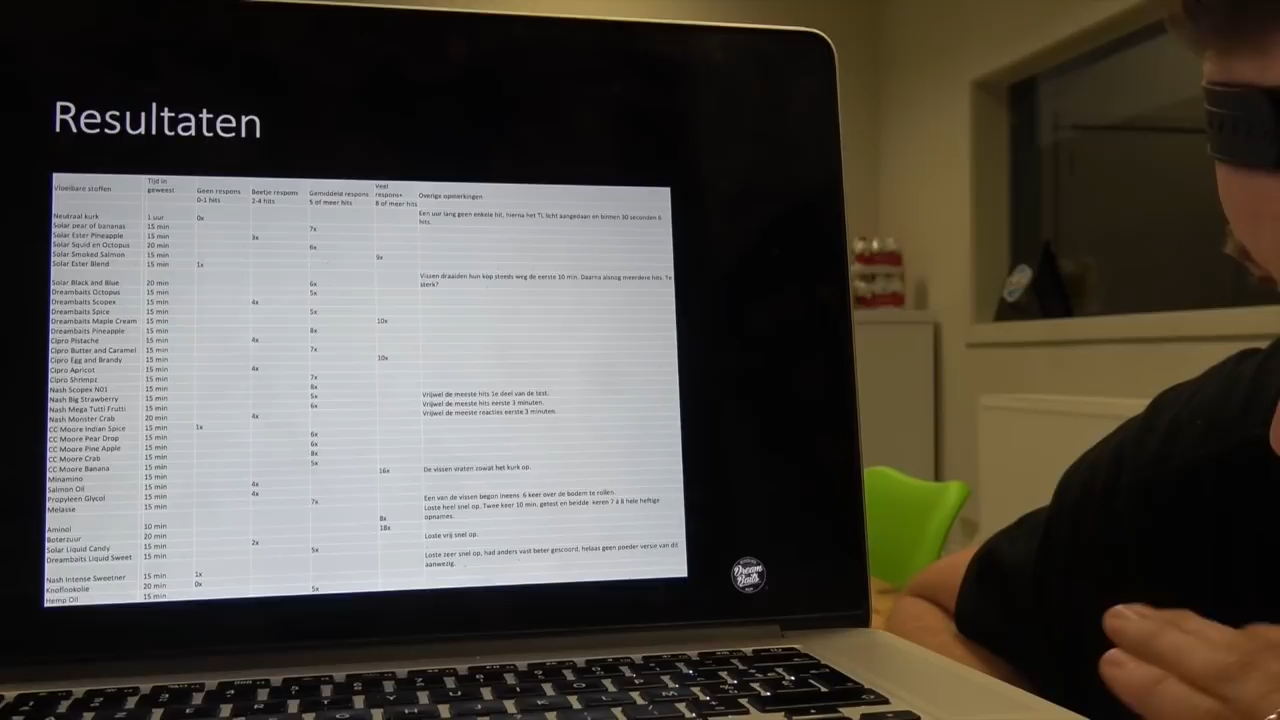 Resultaten
Vloeibare stoffen Tijd in geweest Geen respons 0-1 hits Beetje respons 2-4 hits Gemiddeld respons 5 of meer hits Veel respons 8 of meer hits Overige opmerkingen
Neutraal kurk 1 uur 0x Een uur lang geen enkele hit, hierna het TL licht aangedaan en binnen 30 seconden 6 hits.
Solar pear of bananas 15 min 7x
Solar Ester Pineapple 15 min 3x
Solar Squid en Octopus 20 min 6x
Solar Smoked Salmon 15 min 9x
Solar Ester Blend 15 min 1x
Solar Black and Blue 20 min 6x Vissen draaiden hun kop steeds weg de eerste 10 min. Daarna alsnog meerdere hits. Te sterk?
Dreambaits Octopus 15 min 5x
Dreambaits Scopex 15 min 4x
Dreambaits Spice 15 min 5x
Dreambaits Maple Cream 15 min 10x
Dreambaits Pineapple 15 min 8x
Cipro Pistache 15 min 4x
Cipro Butter and Caramel 15 min 7x
Cipro Egg and Brandy 15 min 10x
Cipro Apricot 15 min 4x
Cipro Shrimps 15 min 7x
Nash Scopex NO1 15 min 8x
Nash Big Strawberry 15 min 5x Vrijwel de meeste hits 1e deel van de test.
Nash Mega Tutti Frutti 15 min 6x Vrijwel de meeste hits eerste 3 minuten.
Nash Monster Crab 20 min 4x Vrijwel de meeste reacties eerste 3 minuten.
CC Moore Indian Spice 15 min 1x
CC Moore Pear Drop 15 min 6x
CC Moore Pine Apple 15 min 6x
CC Moore Crab 15 min 8x
CC Moore Banana 15 min 5x
Minamino 15 min 16x De vissen vraten zowat het kurk op.
Salmon Oil 15 min 4x
Propyleen Glycol 15 min 4x
Melasse 15 min 7x Een van de vissen begon ineens 6 keer over de bodem te rollen.
Loste heel snel op. Twee keer 10 min. getest en beidde keren 7 à 8 hele heftige opnames.
Aminol 10 min 8x
Boterzuur 20 min 18x
Solar Liquid Candy 15 min 2x Loste vrij snel op.
Dreambaits Liquid Sweet 15 min 5x Loste zeer snel op, had anders vast beter gescoord, helaas geen poeder versie van dit aanwezig.
Nash Intense Sweetner 15 min 1x
Knoflookolie 20 min 0x
Hemp Oil 15 min 5x
Dream Baits